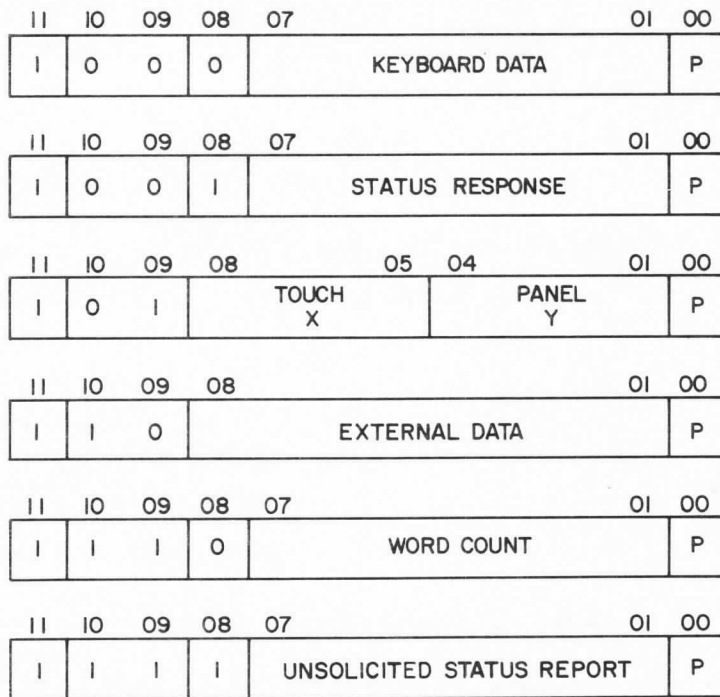 11 10 09 08 07 01 00
1 0 0 0 KEYBOARD DATA P
11 10 09 08 07 01 00
1 0 0 1 STATUS RESPONSE P
11 10 09 08 05 04 01 00
1 0 1 TOUCH X PANEL Y P
11 10 09 08 01 00
1 1 0 EXTERNAL DATA P
11 10 09 08 07 01 00
1 1 1 0 WORD COUNT P
11 10 09 08 07 01 00
1 1 1 1 UNSOLICITED STATUS REPORT P